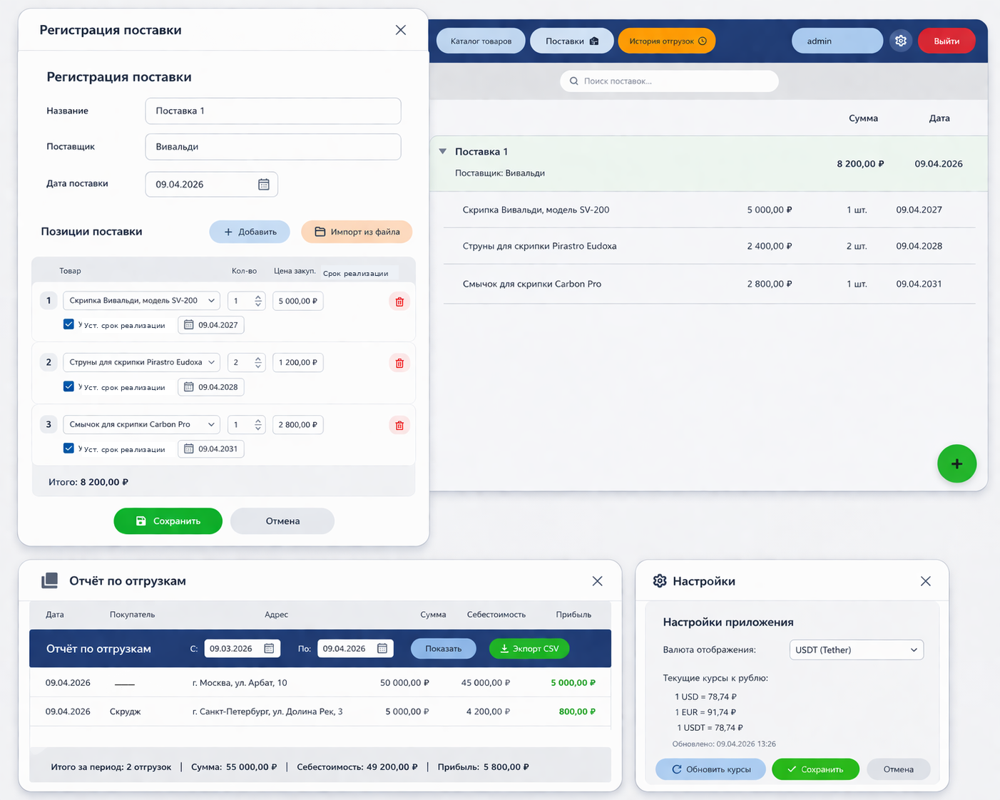 Регистрация поставки
Регистрация поставки
Название
Поставка 1
Поставщик
Вивальди
Дата поставки
09.04.2026
Позиции поставки
+ Добавить
Импорт из файла
Товар Кол-во Цена закуп. Срок реализации
1 Скрипка Вивальди, модель SV-200 1 5 000,00 ₽
У Уст. срок реализации 09.04.2027
2 Струны для скрипки Pirastro Eudoxa 2 1 200,00 ₽
У Уст. срок реализации 09.04.2028
3 Смычок для скрипки Carbon Pro 1 2 800,00 ₽
У Уст. срок реализации 09.04.2031
Итого: 8 200,00 ₽
Сохранить
Отмена
Каталог товаров
Поставки
История отгрузок
admin
Выйти
Поиск поставок...
Сумма Дата
Поставка 1
Поставщик: Вивальди
8 200,00 ₽ 09.04.2026
Скрипка Вивальди, модель SV-200 5 000,00 ₽ 1 шт. 09.04.2027
Струны для скрипки Pirastro Eudoxa 2 400,00 ₽ 2 шт. 09.04.2028
Смычок для скрипки Carbon Pro 2 800,00 ₽ 1 шт. 09.04.2031
+
Отчёт по отгрузкам
Дата Покупатель Адрес Сумма Себестоимость Прибыль
Отчёт по отгрузкам С: 09.03.2026 По: 09.04.2026 Показать Экпорт CSV
09.04.2026 —— г. Москва, ул. Арбат, 10 50 000,00 ₽ 45 000,00 ₽ 5 000,00 ₽
09.04.2026 Скрудж г. Санкт-Петербург, ул. Долина Рек, 3 5 000,00 ₽ 4 200,00 ₽ 800,00 ₽
Итого за период: 2 отгрузок | Сумма: 55 000,00 ₽ | Себестоимость: 49 200,00 ₽ | Прибыль: 5 800,00 ₽
Настройки
Настройки приложения
Валюта отображения: USDT (Tether)
Текущие курсы к рублю:
1 USD = 78,74 ₽
1 EUR = 91,74 ₽
1 USDT = 78,74 ₽
Обновлено: 09.04.2026 13:26
Обновить курсы
Сохранить
Отмена